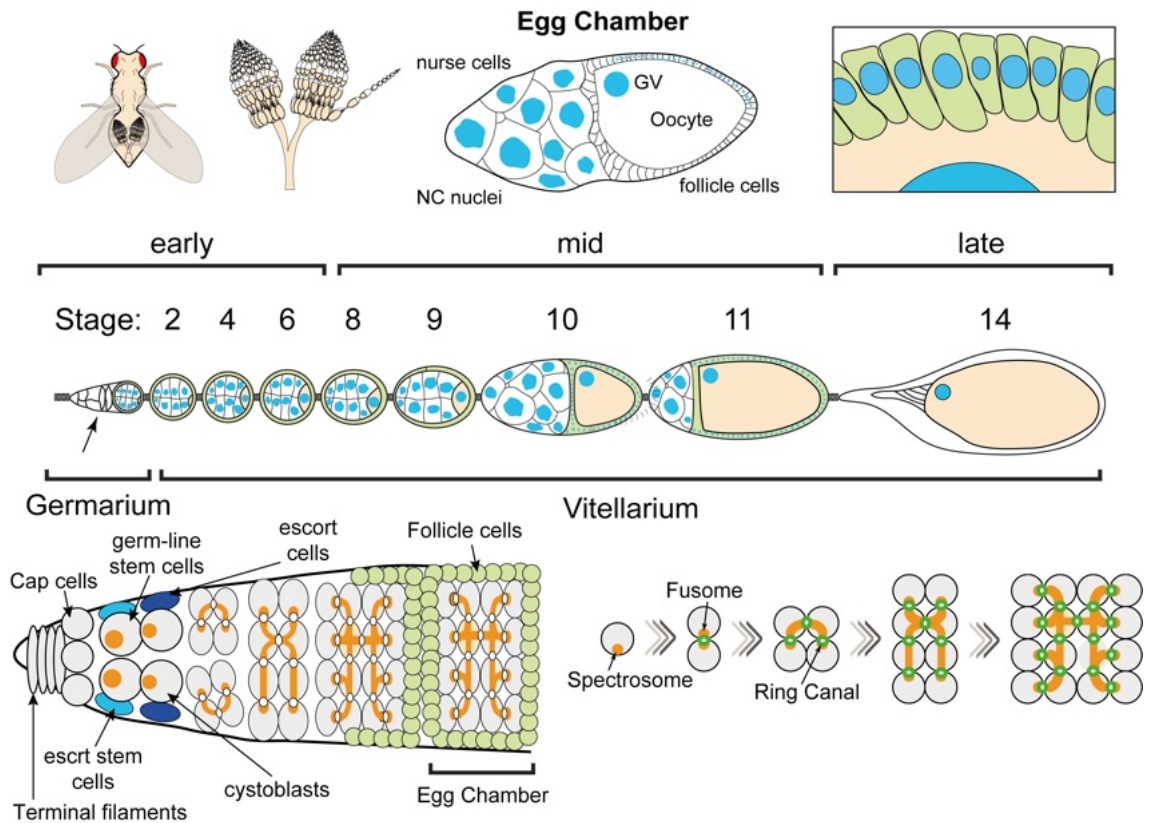 Egg Chamber
nurse cells
GV
Oocyte
NC nuclei
follicle cells
early
mid
late
Stage: 2 4 6 8 9 10 11 14
Germarium
Vitellarium
Cap cells
germ-line
stem cells
escort
cells
Follicle cells
escrt stem
cells
cystoblasts
Terminal filaments
Egg Chamber
Fusome
Spectrosome
Ring Canal